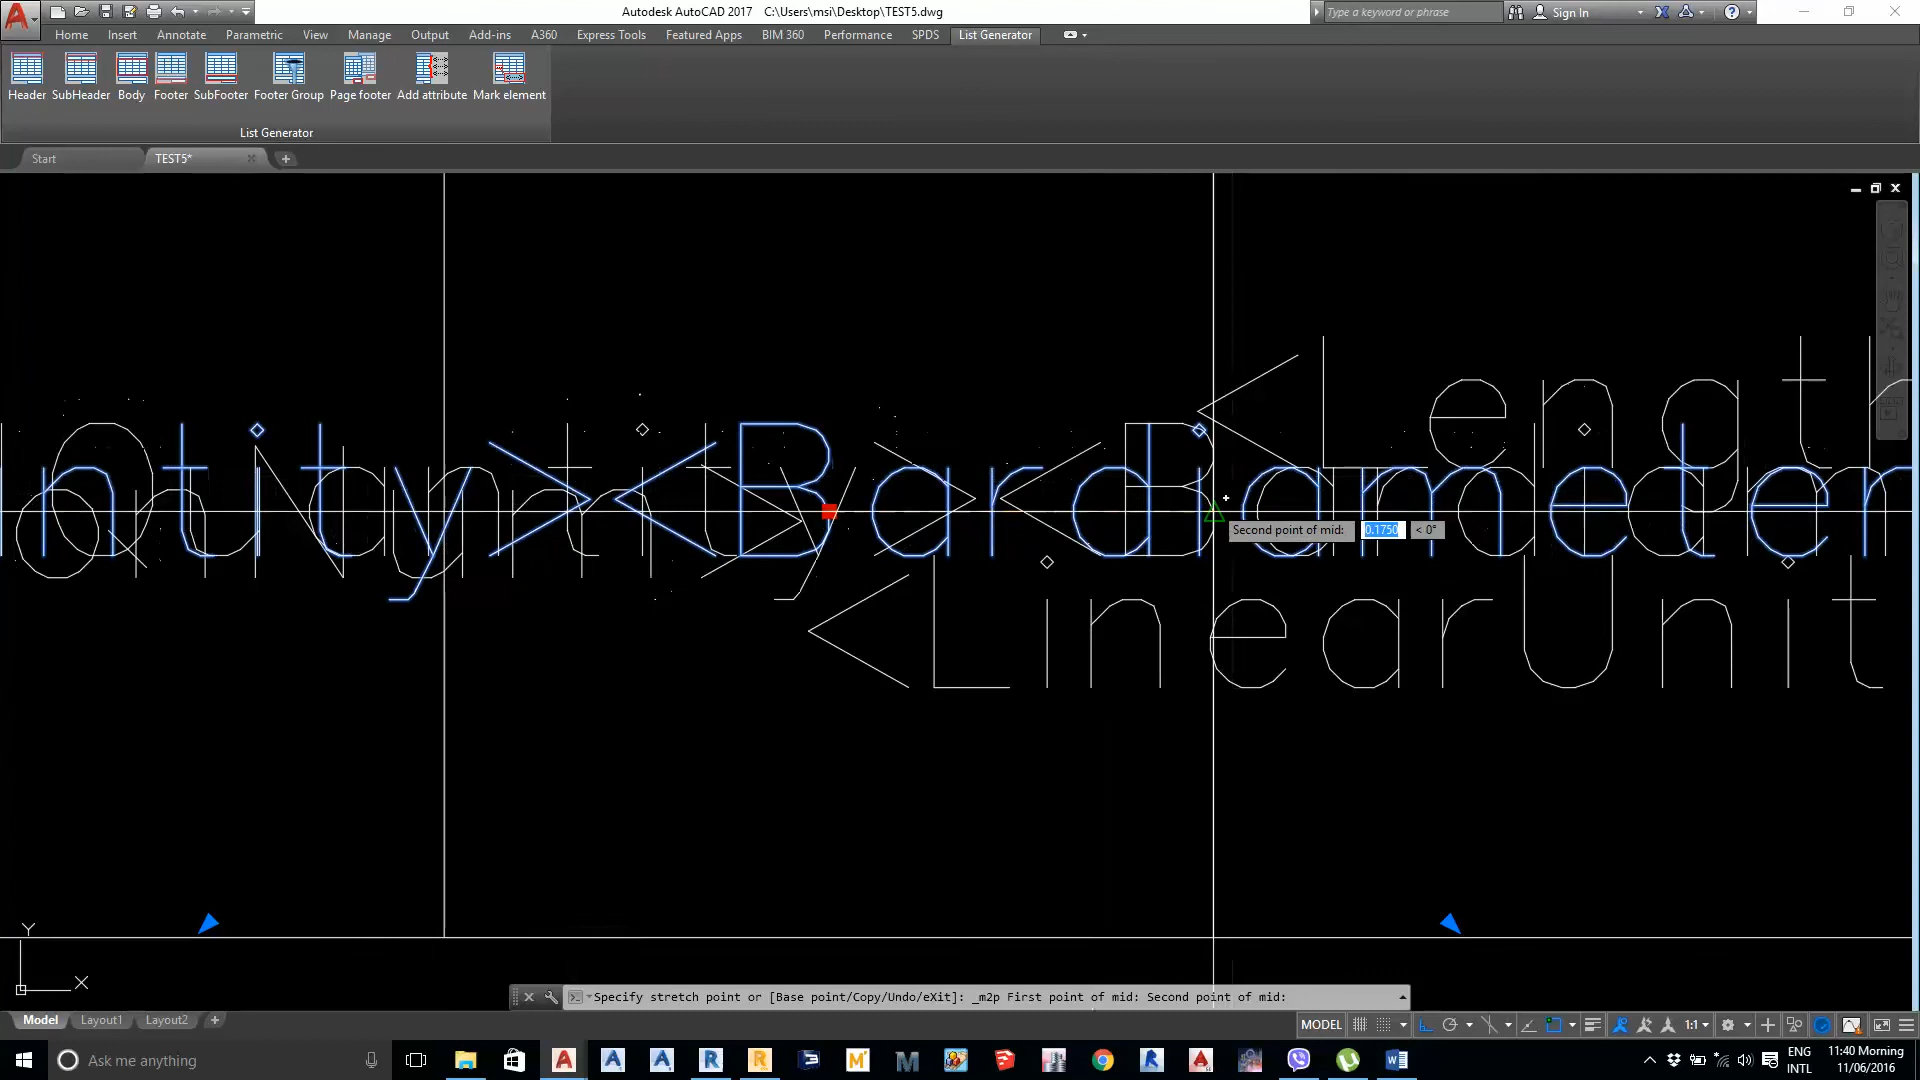 Autodesk AutoCAD 2017 C:\Users\msi\Desktop\TEST5.dwg
Type a keyword or phrase
Sign In
Home Insert Annotate Parametric View Manage Output Add-ins A360 Express Tools Featured Apps BIM 360 Performance SPDS List Generator
Header SubHeader Body Footer SubFooter Footer Group Page footer Add attribute Mark element
List Generator
Start TEST5*
<Length
ntity><Bardiameter
<LinearUnit
Second point of mid: 0.1750 < 0°
Y
X
Specify stretch point or [Base point/Copy/Undo/eXit]: _m2p First point of mid: Second point of mid:
Model Layout1 Layout2
MODEL 1:1
Ask me anything
ENG
INTL
11:40 Morning
11/06/2016